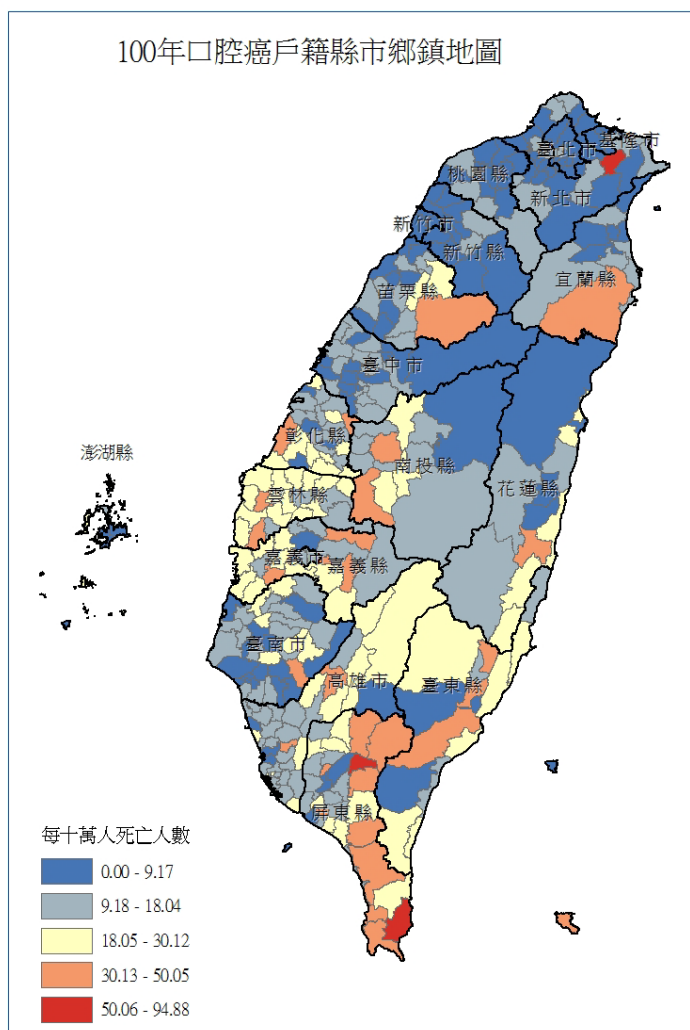 100年口腔癌戶籍縣市鄉鎮地圖
基隆市
臺北市
桃園縣
新北市
新竹市
新竹縣
宜蘭縣
苗栗縣
臺中市
彰化縣
南投縣
澎湖縣
花蓮縣
雲林縣
嘉義市
嘉義縣
臺南市
高雄市
臺東縣
屏東縣
每十萬人死亡人數
0.00 - 9.17
9.18 - 18.04
18.05 - 30.12
30.13 - 50.05
50.06 - 94.88